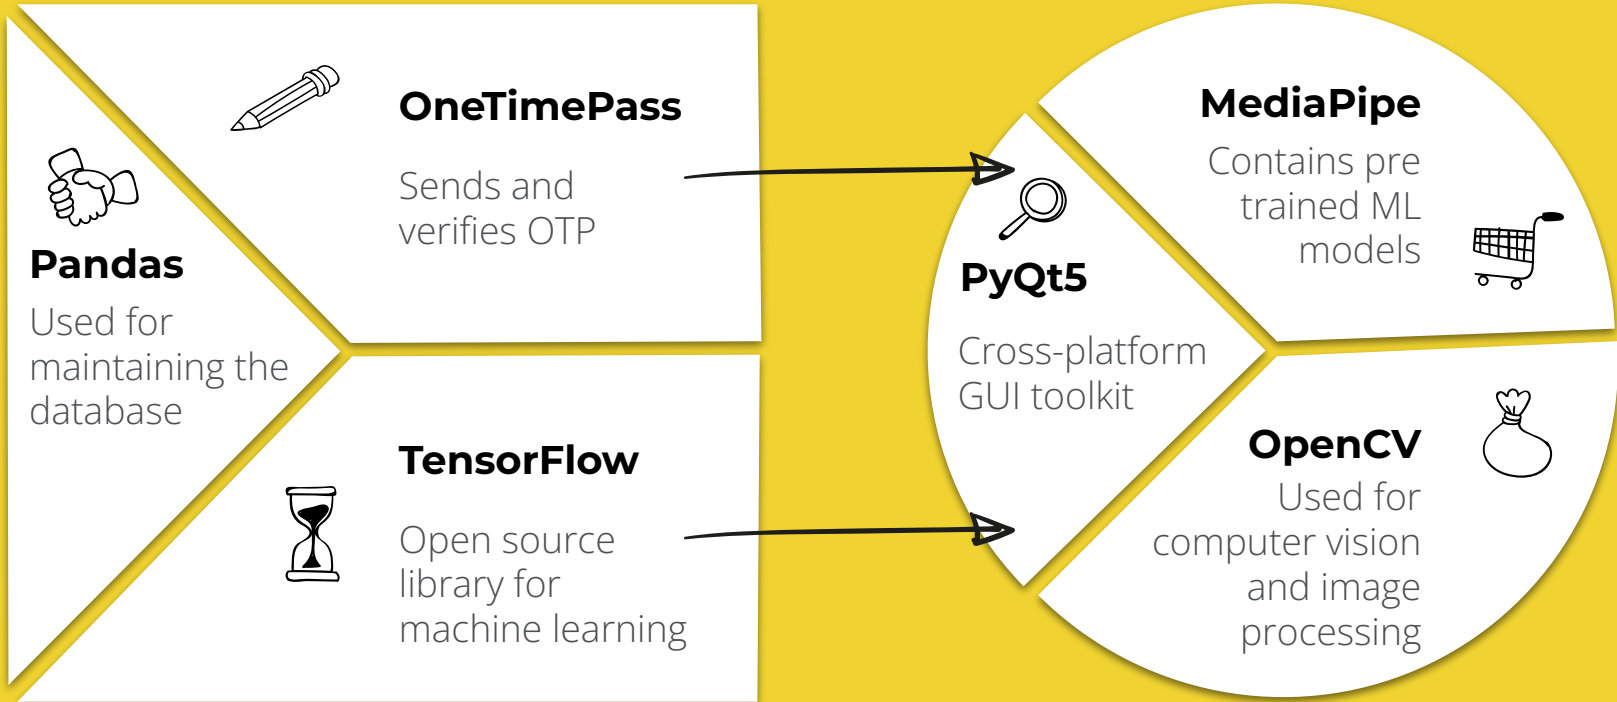 OneTimePass
Sends and
verifies OTP
Pandas
Used for
maintaining the
database
TensorFlow
Open source
library for
machine learning
MediaPipe
Contains pre
trained ML
models
PyQt5
Cross-platform
GUI toolkit
OpenCV
Used for
computer vision
and image
processing